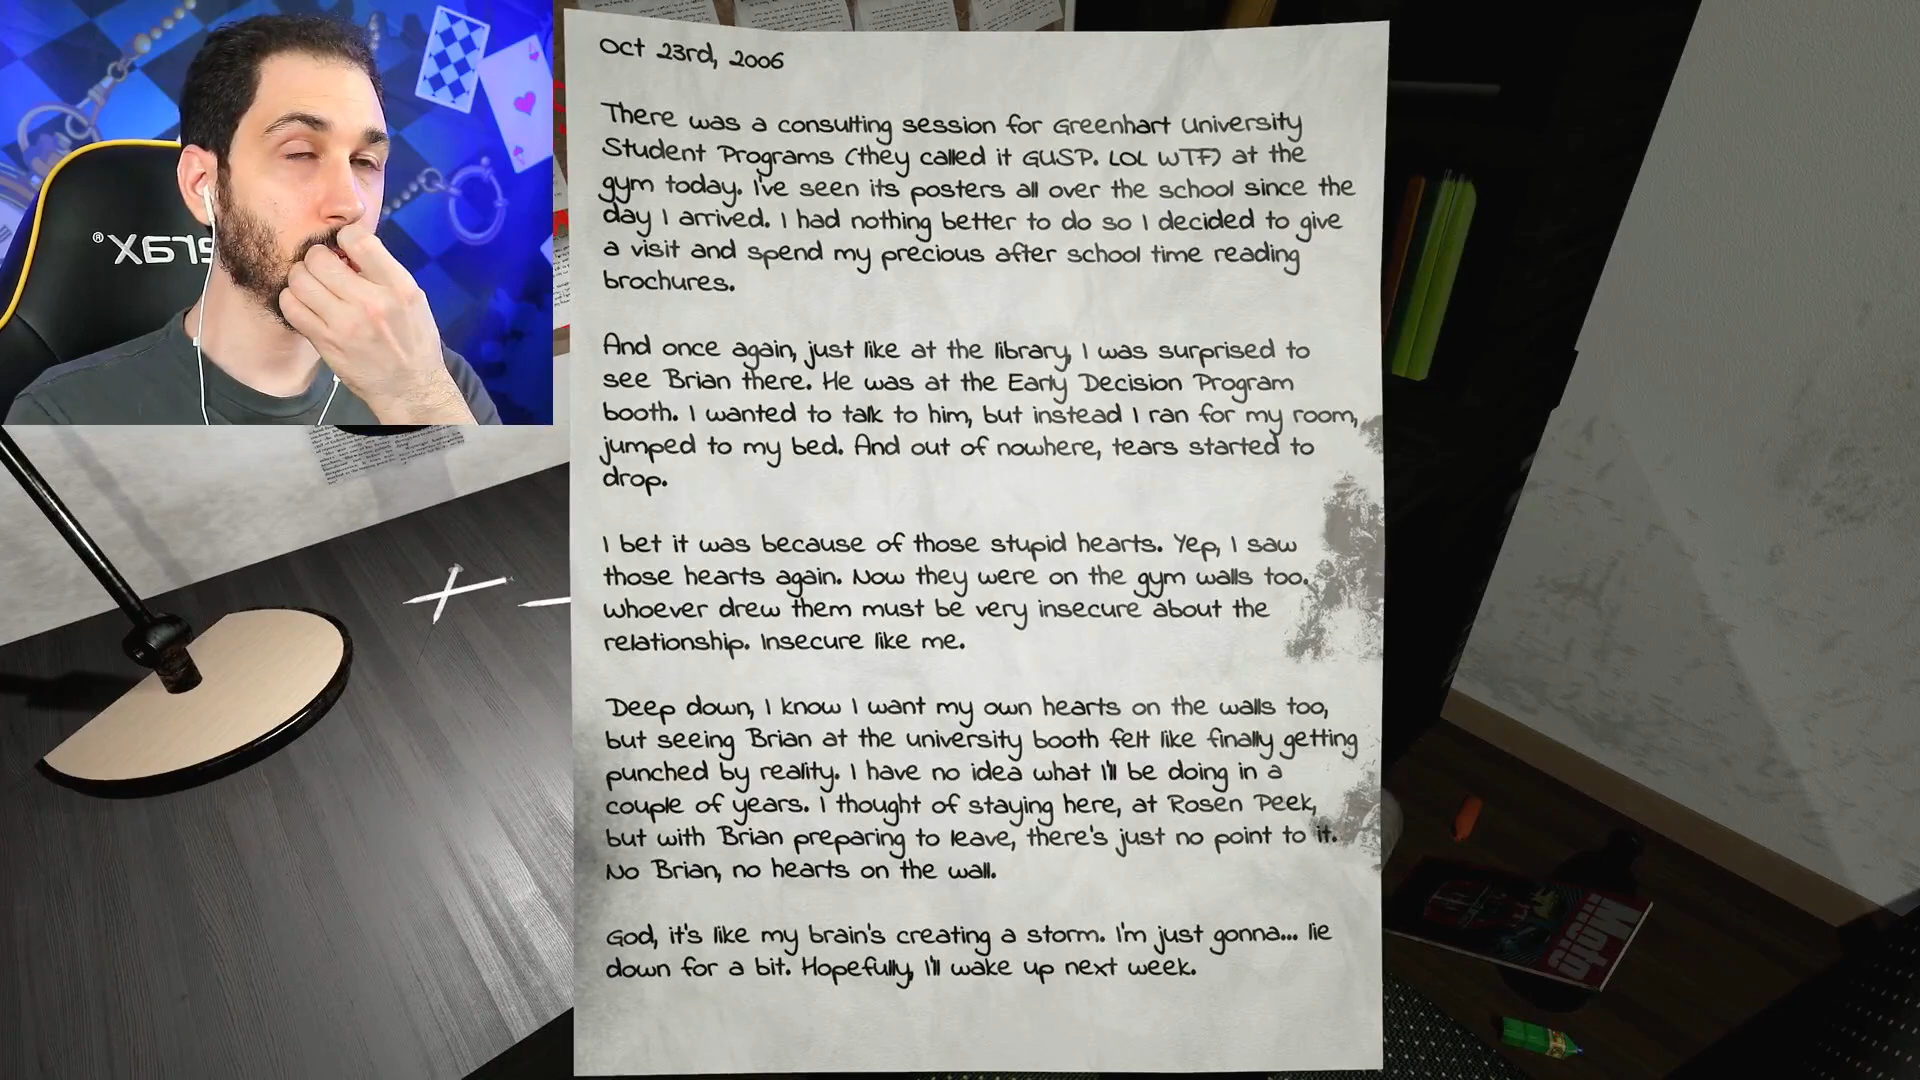 Oct 23rd, 2006
There was a consulting session for Greenhart University
Student Programs (they called it GUSP. LOL WTF) at the
gym today. I've seen its posters all over the school since the
day I arrived. I had nothing better to do so I decided to give
a visit and spend my precious after school time reading
brochures.
And once again, just like at the library, I was surprised to
see Brian there. He was at the Early Decision Program
booth. I wanted to talk to him, but instead I ran for my room,
jumped to my bed. And out of nowhere, tears started to
drop.
I bet it was because of those stupid hearts. Yep, I saw
those hearts again. Now they were on the gym walls too.
whoever drew them must be very insecure about the
relationship. Insecure like me.
Deep down, I know I want my own hearts on the walls too,
but seeing Brian at the university booth felt like finally getting
punched by reality. I have no idea what I'll be doing in a
couple of years. I thought of staying here, at Rosen Peek,
but with Brian preparing to leave, there's just no point to it.
No Brian, no hearts on the wall.
God, it's like my brain's creating a storm. I'm just gonna... lie
down for a bit. Hopefully, I'll wake up next week.